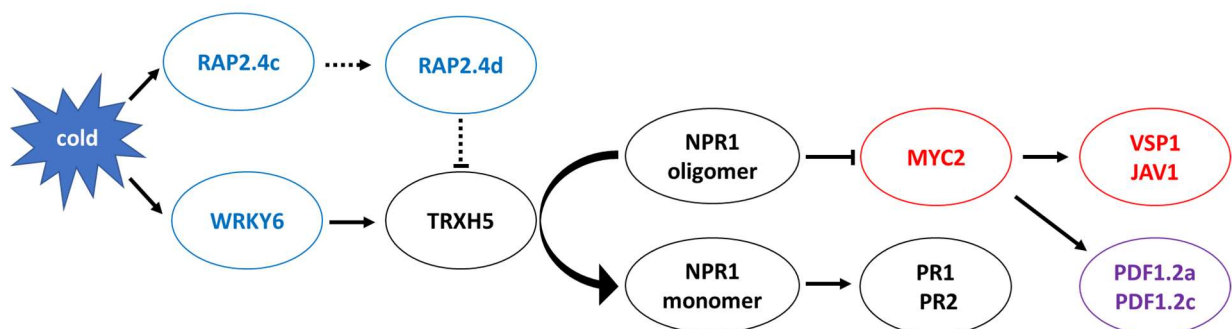 RAP2.4c
RAP2.4d
cold
NPR1
oligomer
MYC2
VSP1
JAV1
WRKY6
TRXH5
NPR1
monomer
PR1
PR2
PDF1.2a
PDF1.2c